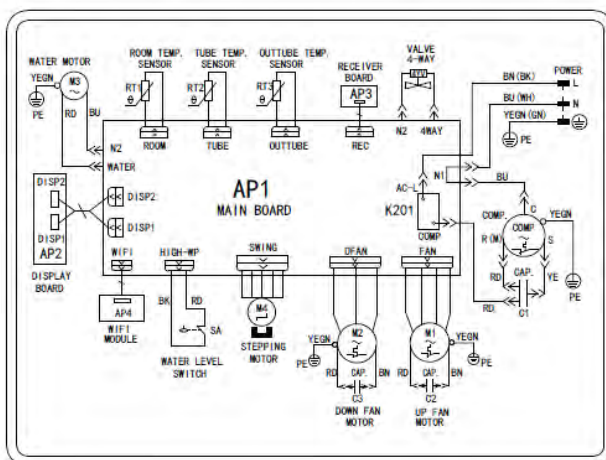 WATER MOTOR
ROOM TEMP. SENSOR
TUBE TEMP. SENSOR
OUTTUBE TEMP. SENSOR
RECEIVER BOARD
VALVE 4-WAY
POWER
YEGN
M3
PE
RD
BU
RT1
θ
RT2
θ
RT3
θ
AP3
4YV
BN(BK)
L
BU(WH)
N
YEGN(GN)
PE
N2
WATER
ROOM
TUBE
OUTTUBE
REC
N2
4WAY
N1
BU
AC-L
K201
COMP
AP1
MAIN BOARD
DISP2
DISP1
AP2
DISPLAY BOARD
DISP2
DISP1
WIFI
HIGH-WP
SWING
DFAN
FAN
COMP.
COMP
C
R(M)
S
YEGN
PE
RD
CAP.
YE
C1
RD
AP4
WIFI MODULE
BK
RD
SA
WATER LEVEL SWITCH
M4
STEPPING MOTOR
YEGN
PE
M2
RD
CAP.
BN
C3
DOWN FAN MOTOR
M1
YEGN
PE
RD
CAP.
BN
C2
UP FAN MOTOR